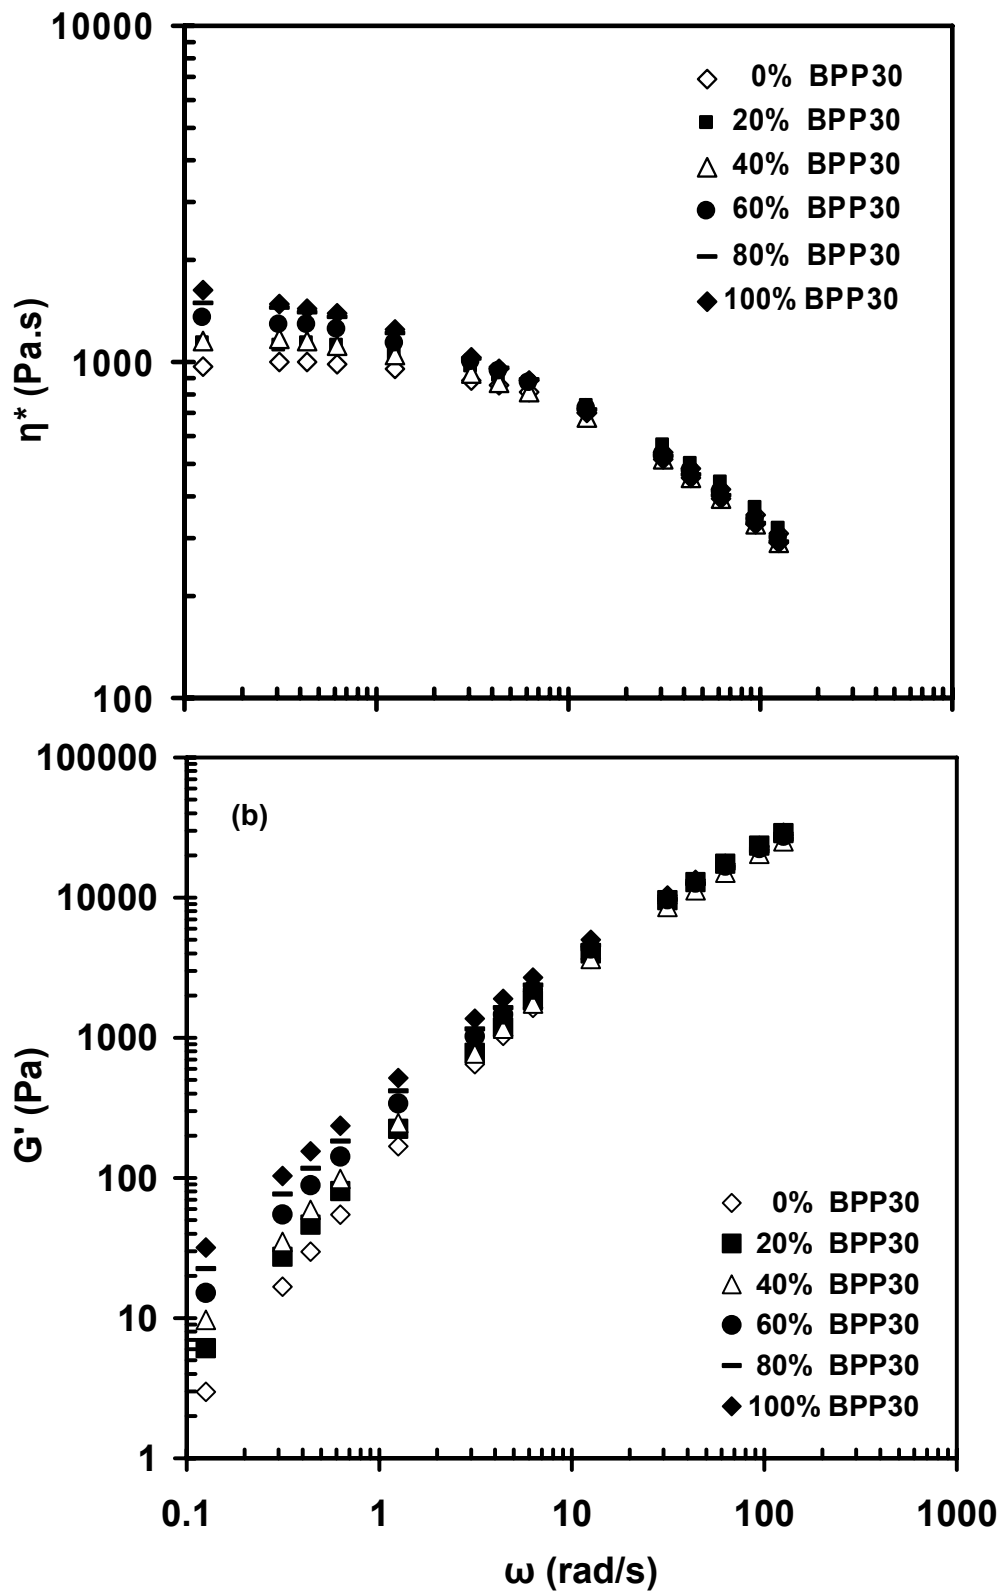 10000
0% BPP30
20% BPP30
40% BPP30
60% BPP30
80% BPP30
100% BPP30
η* (Pa.s)
1000
100
100000
(b)
10000
1000
G' (Pa)
100
0% BPP30
20% BPP30
40% BPP30
10
60% BPP30
80% BPP30
100% BPP30
1
0.1 1 10 100 1000
ω (rad/s)